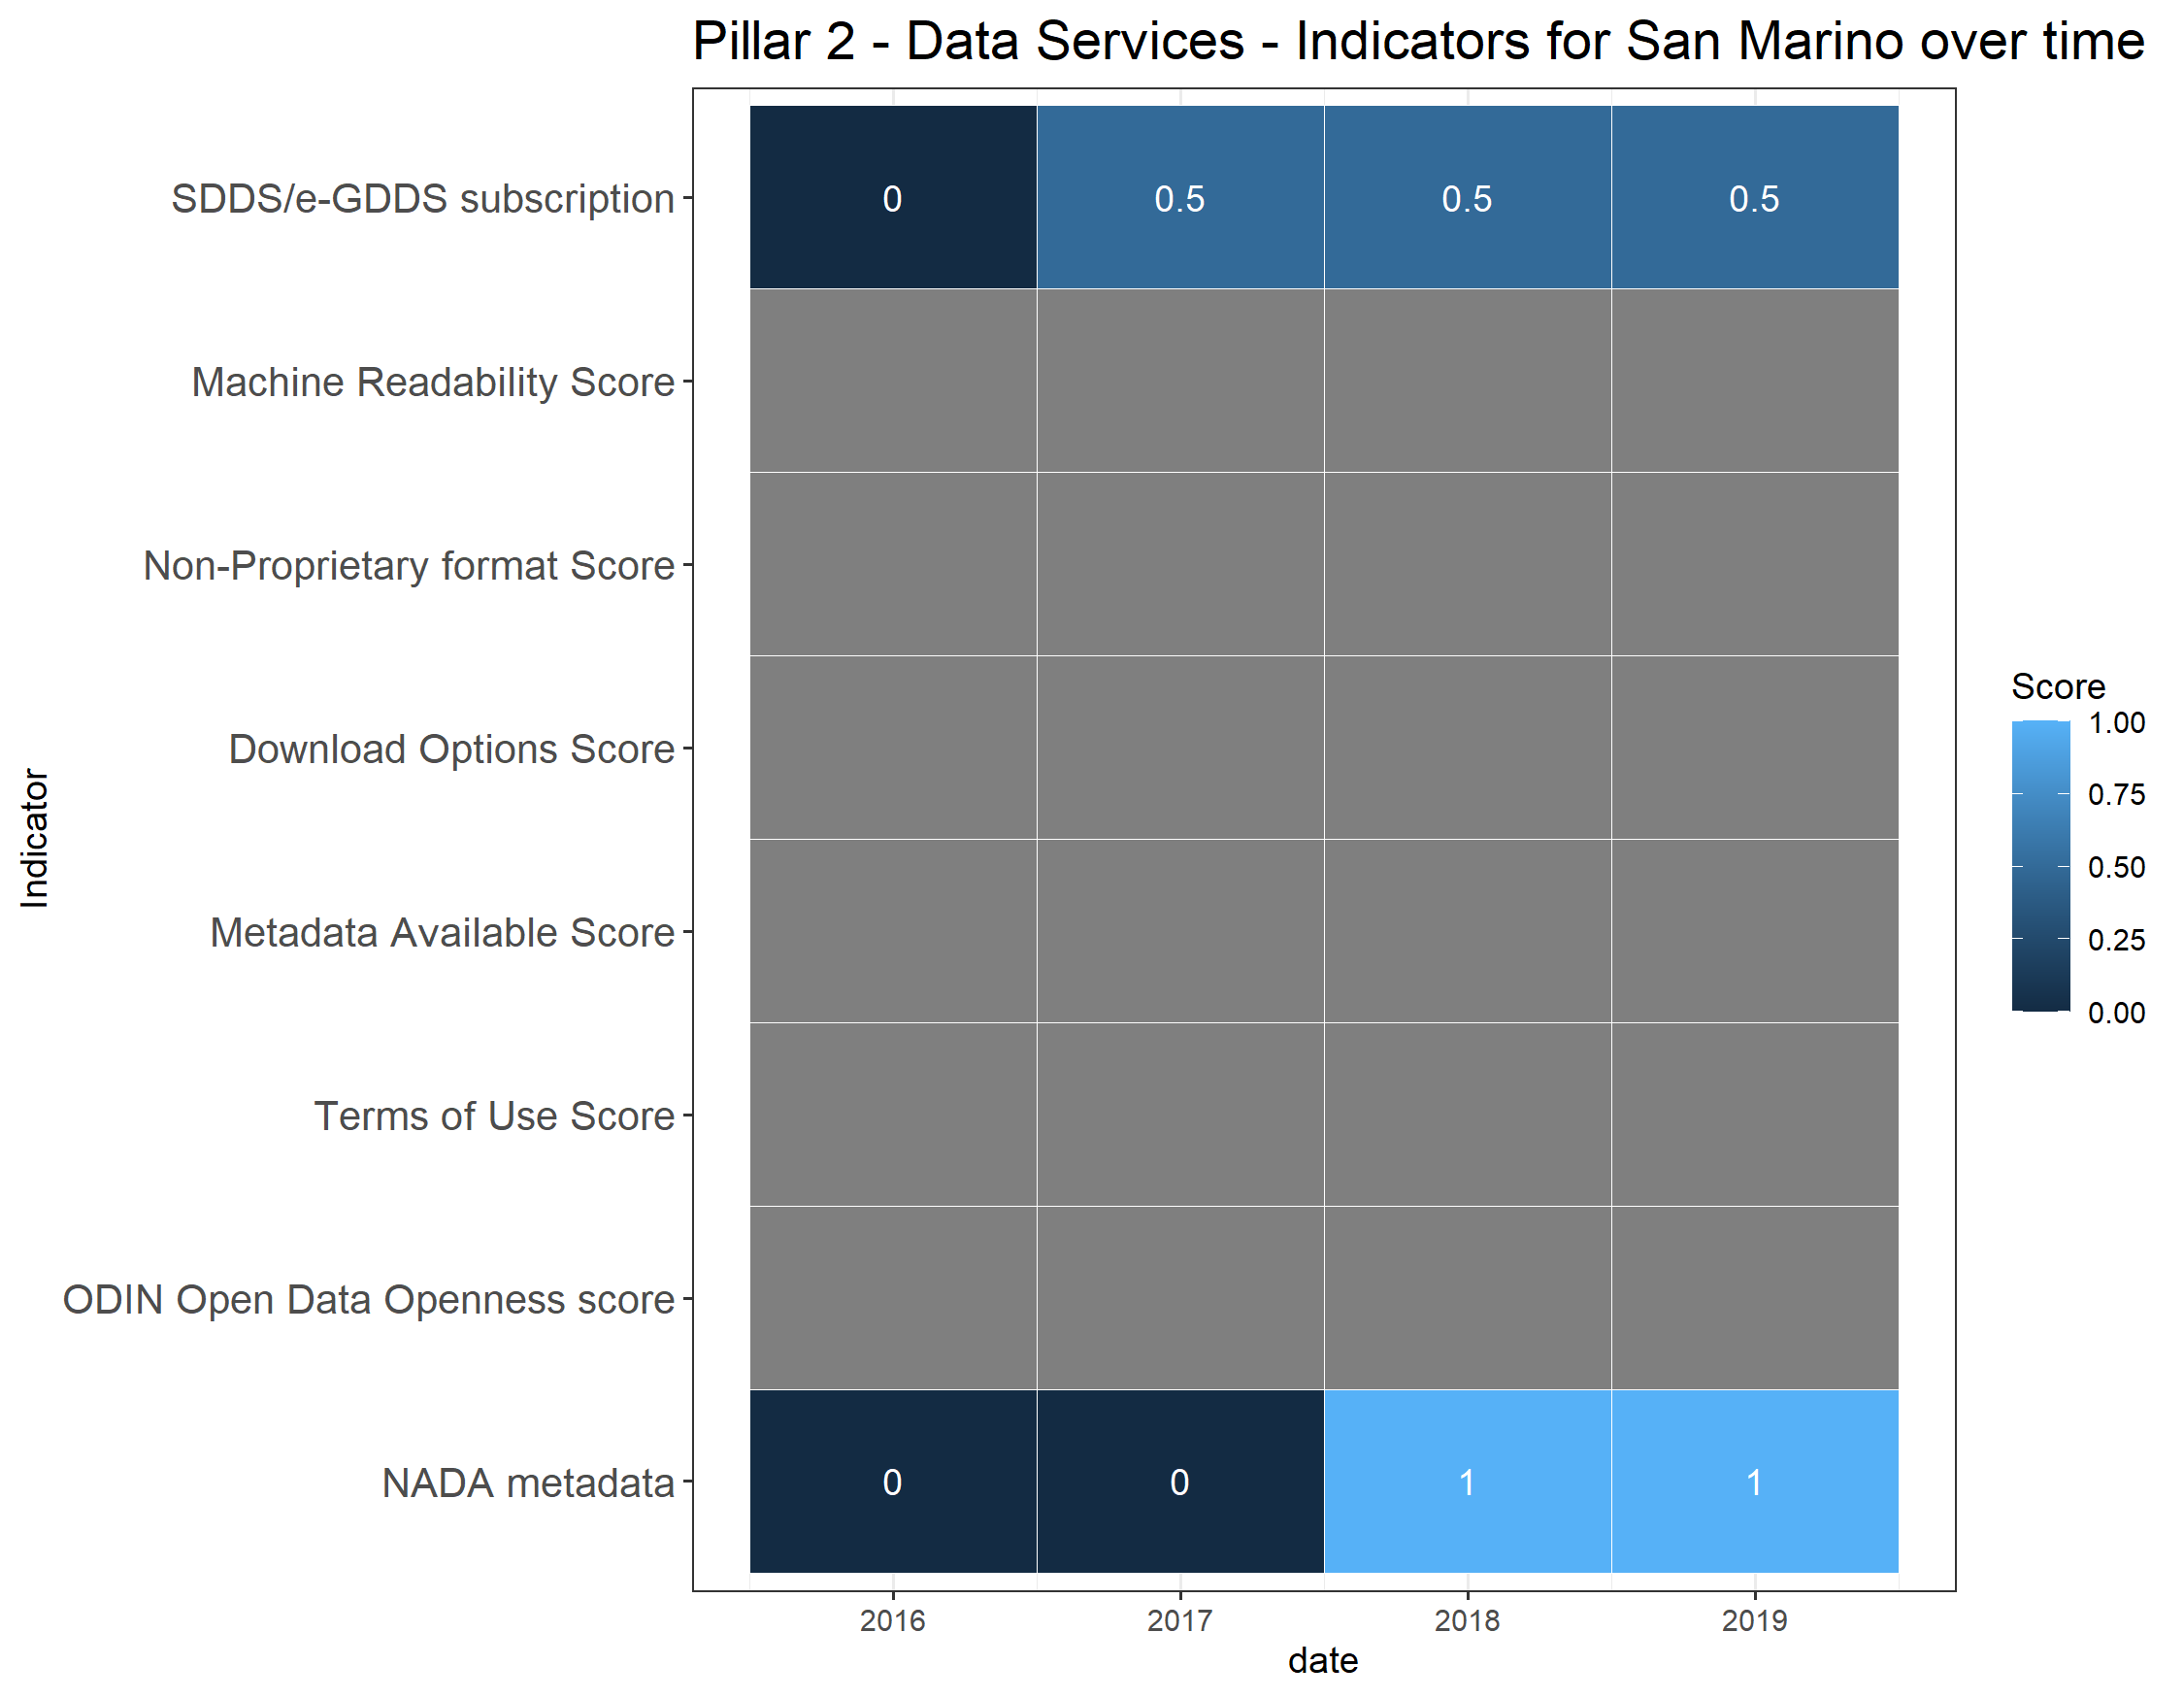 Pillar 2 - Data Services - Indicators for San Marino over time
SDDS/e-GDDS subscription
0
0.5
0.5
0.5
Machine Readability Score
Non-Proprietary format Score
Download Options Score
Metadata Available Score
Terms of Use Score
ODIN Open Data Openness score
NADA metadata
0
0
1
1
Indicator
2016
2017
2018
2019
date
Score
1.00
0.75
0.50
0.25
0.00